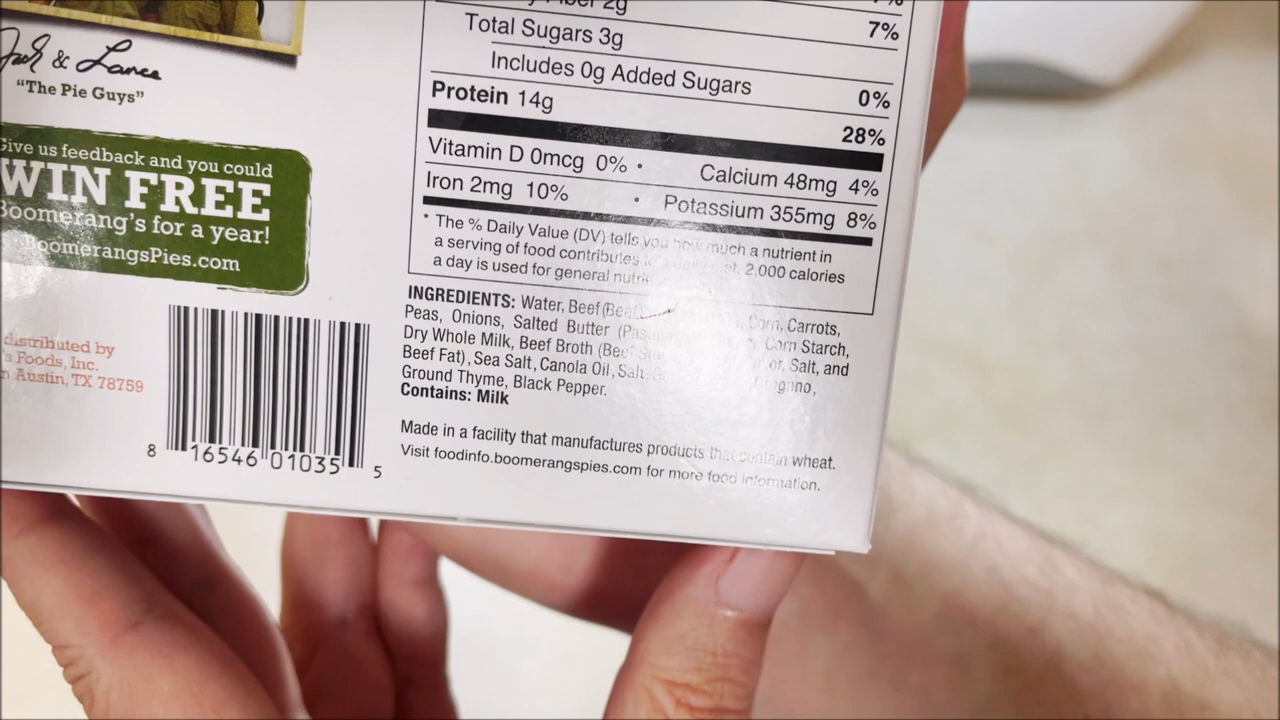 Jack & Lance
“The Pie Guys”
Give us feedback and you could
WIN FREE
Boomerang’s for a year!
BoomerangsPies.com
distributed by
Foods, Inc.
Austin, TX 78759
8 16546 01035 5
2g
7%
Total Sugars 3g
Includes 0g Added Sugars
0%
Protein 14g
28%
Vitamin D 0mcg 0% • Calcium 48mg 4%
Iron 2mg 10% • Potassium 355mg 8%
* The % Daily Value (DV) tells you how much a nutrient in
a serving of food contributes 2,000 calories
a day is used for general
INGREDIENTS: Water, Beef (Beef Corn, Carrots,
Peas, Onions, Salted Butter Corn Starch,
Dry Whole Milk, Beef Broth (Beef Salt, and
Beef Fat), Sea Salt, Canola Oil, Salt,
Ground Thyme, Black Pepper.
Contains: Milk
Made in a facility that manufactures products that contain wheat.
Visit foodinfo.boomerangspies.com for more food information.